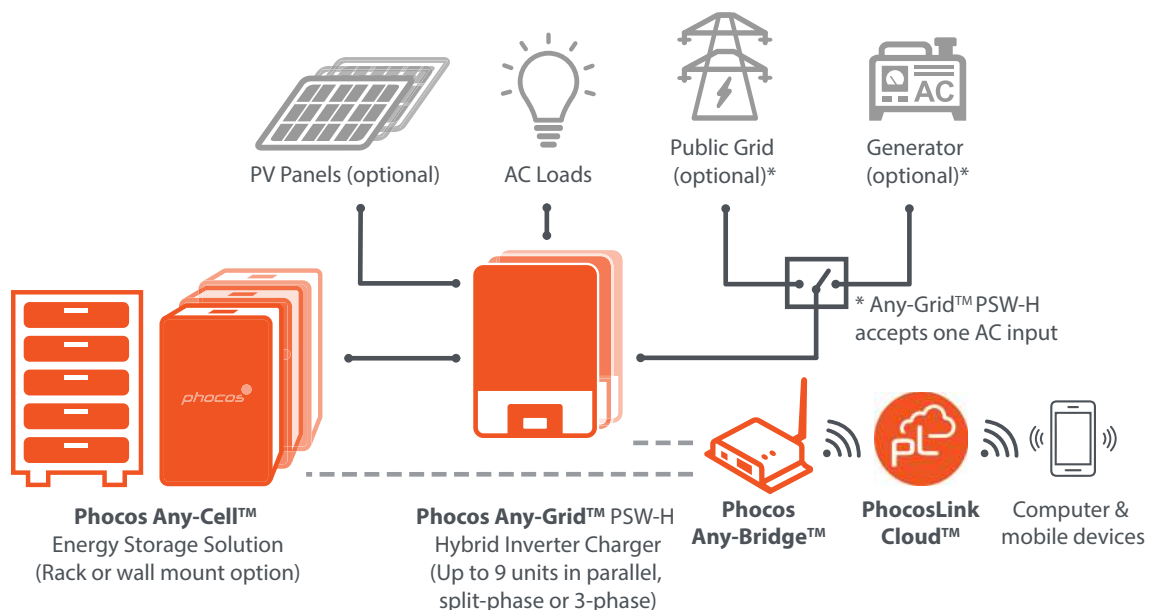 AC
PV Panels (optional)
AC Loads
Public Grid
(optional)*
Generator
(optional)*
* Any-Grid™ PSW-H
accepts one AC input
phocos
pL
Phocos Any-Cell™
Energy Storage Solution
(Rack or wall mount option)
Phocos Any-Grid™ PSW-H
Hybrid Inverter Charger
(Up to 9 units in parallel,
split-phase or 3-phase)
Phocos
Any-Bridge™
PhocosLink
Cloud™
Computer &
mobile devices